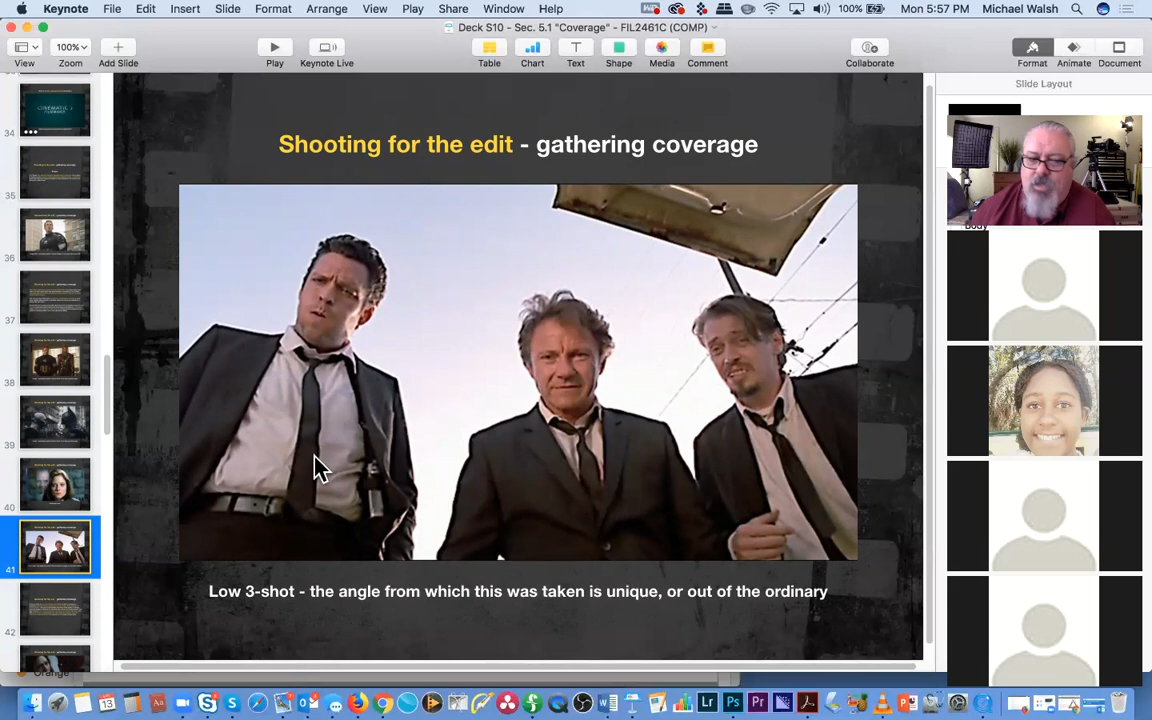 Keynote File Edit Insert Slide Format Arrange View Play Share Window Help 100% Mon 5:57 PM Michael Walsh
Deck S10 - Sec. 5.1 "Coverage" - FIL2461C (COMP)
100%
View Zoom Add Slide Play Keynote Live Table Chart Text Shape Media Comment Collaborate Format Animate Document
Slide Layout
34
35
36
37
38
39
40
41
42
Shooting for the edit - gathering coverage
Low 3-shot - the angle from which this was taken is unique, or out of the ordinary
Body
Orange